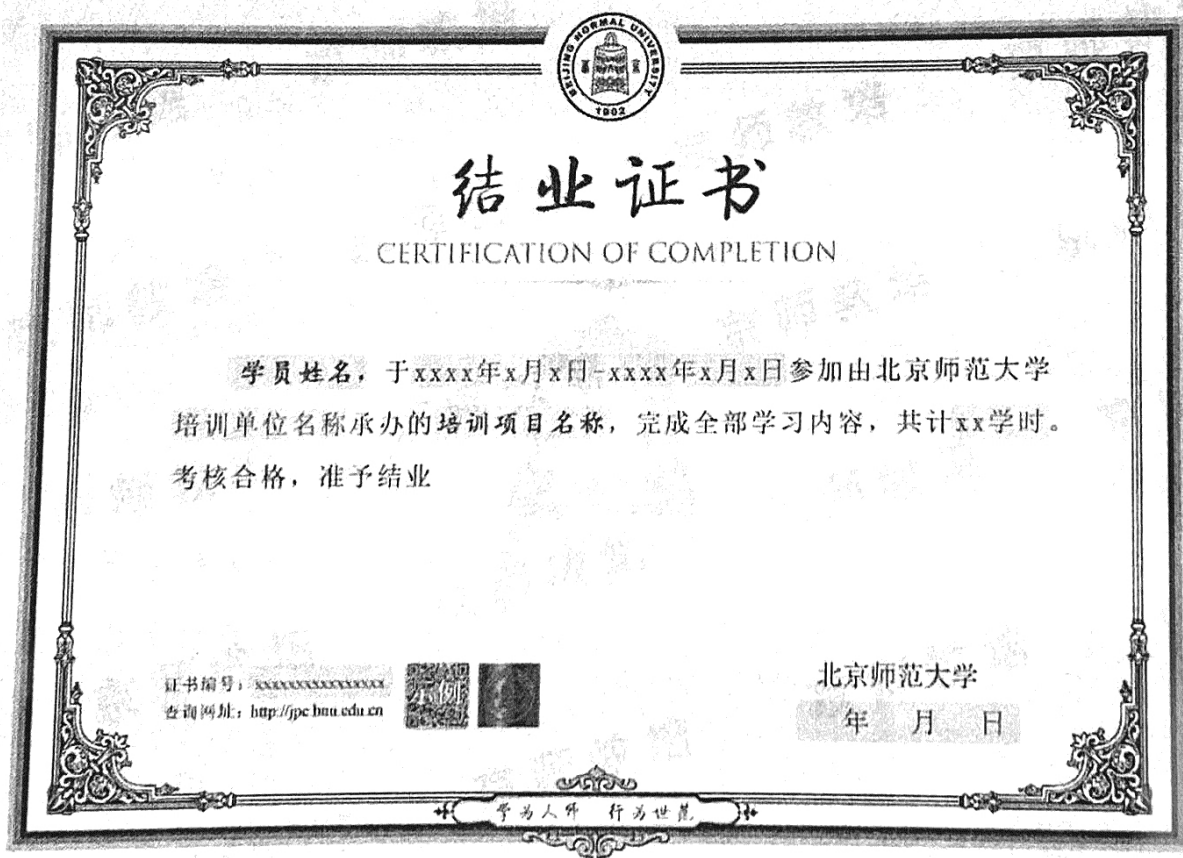 BEIJING NORMAL UNIVERSITY
1902
结业证书
CERTIFICATION OF COMPLETION
学员姓名，于xxxx年x月x日-xxxx年x月x日参加由北京师范大学
培训单位名称承办的培训项目名称，完成全部学习内容，共计xx学时。
考核合格，准予结业
证书编号：xxxxxxxxxxxxxxx
查询网址：http://jpc.bnu.edu.cn
示例
北京师范大学
年 月 日
学为人师 行为世范